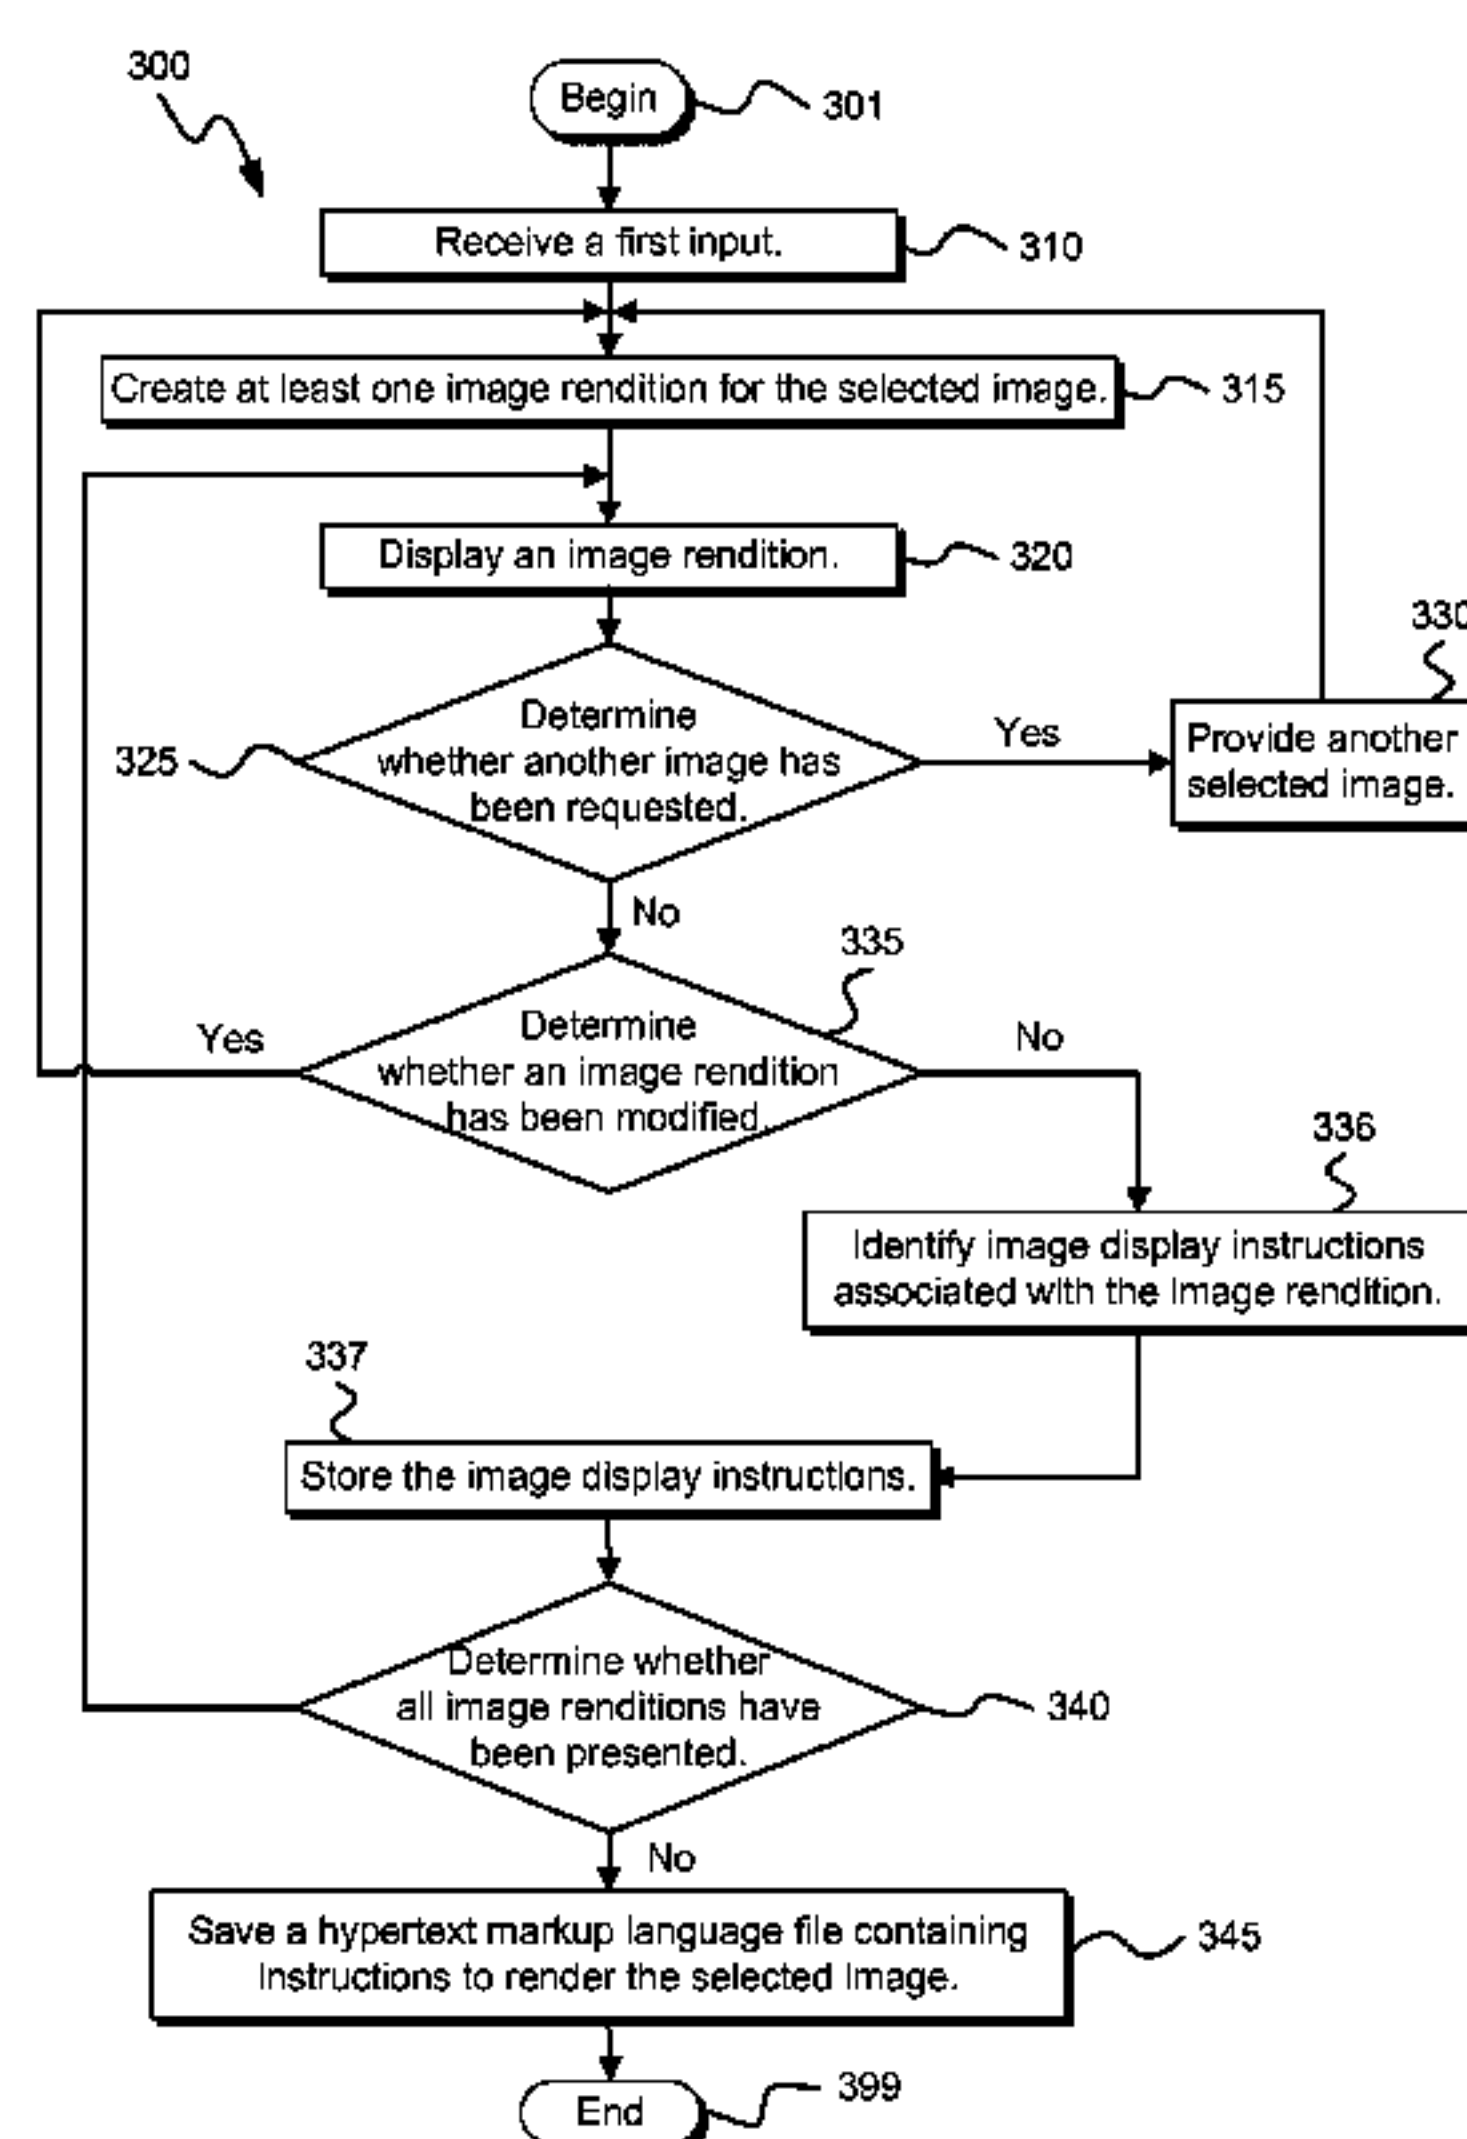 300
Begin
301
Receive a first input.
310
Create at least one image rendition for the selected image.
315
Display an image rendition.
320
330
Determine
whether another image has
been requested.
325
Yes
Provide another
selected image.
No
335
Determine
whether an image rendition
has been modified.
Yes
No
336
Identify image display instructions
associated with the image rendition.
337
Store the image display instructions.
Determine whether
all image renditions have
been presented.
340
No
Save a hypertext markup language file containing
Instructions to render the selected Image.
345
End
399